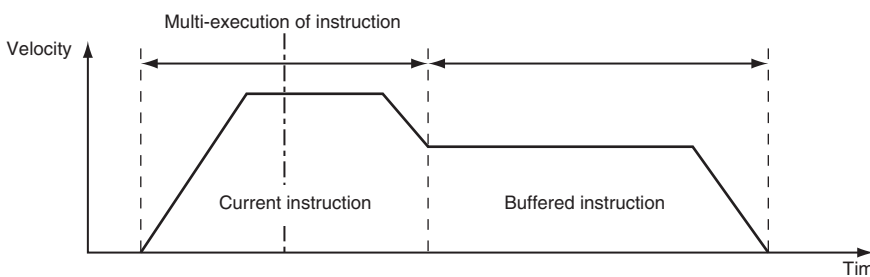 Multi-execution of instruction
Velocity
Current instruction
Buffered instruction
Tim